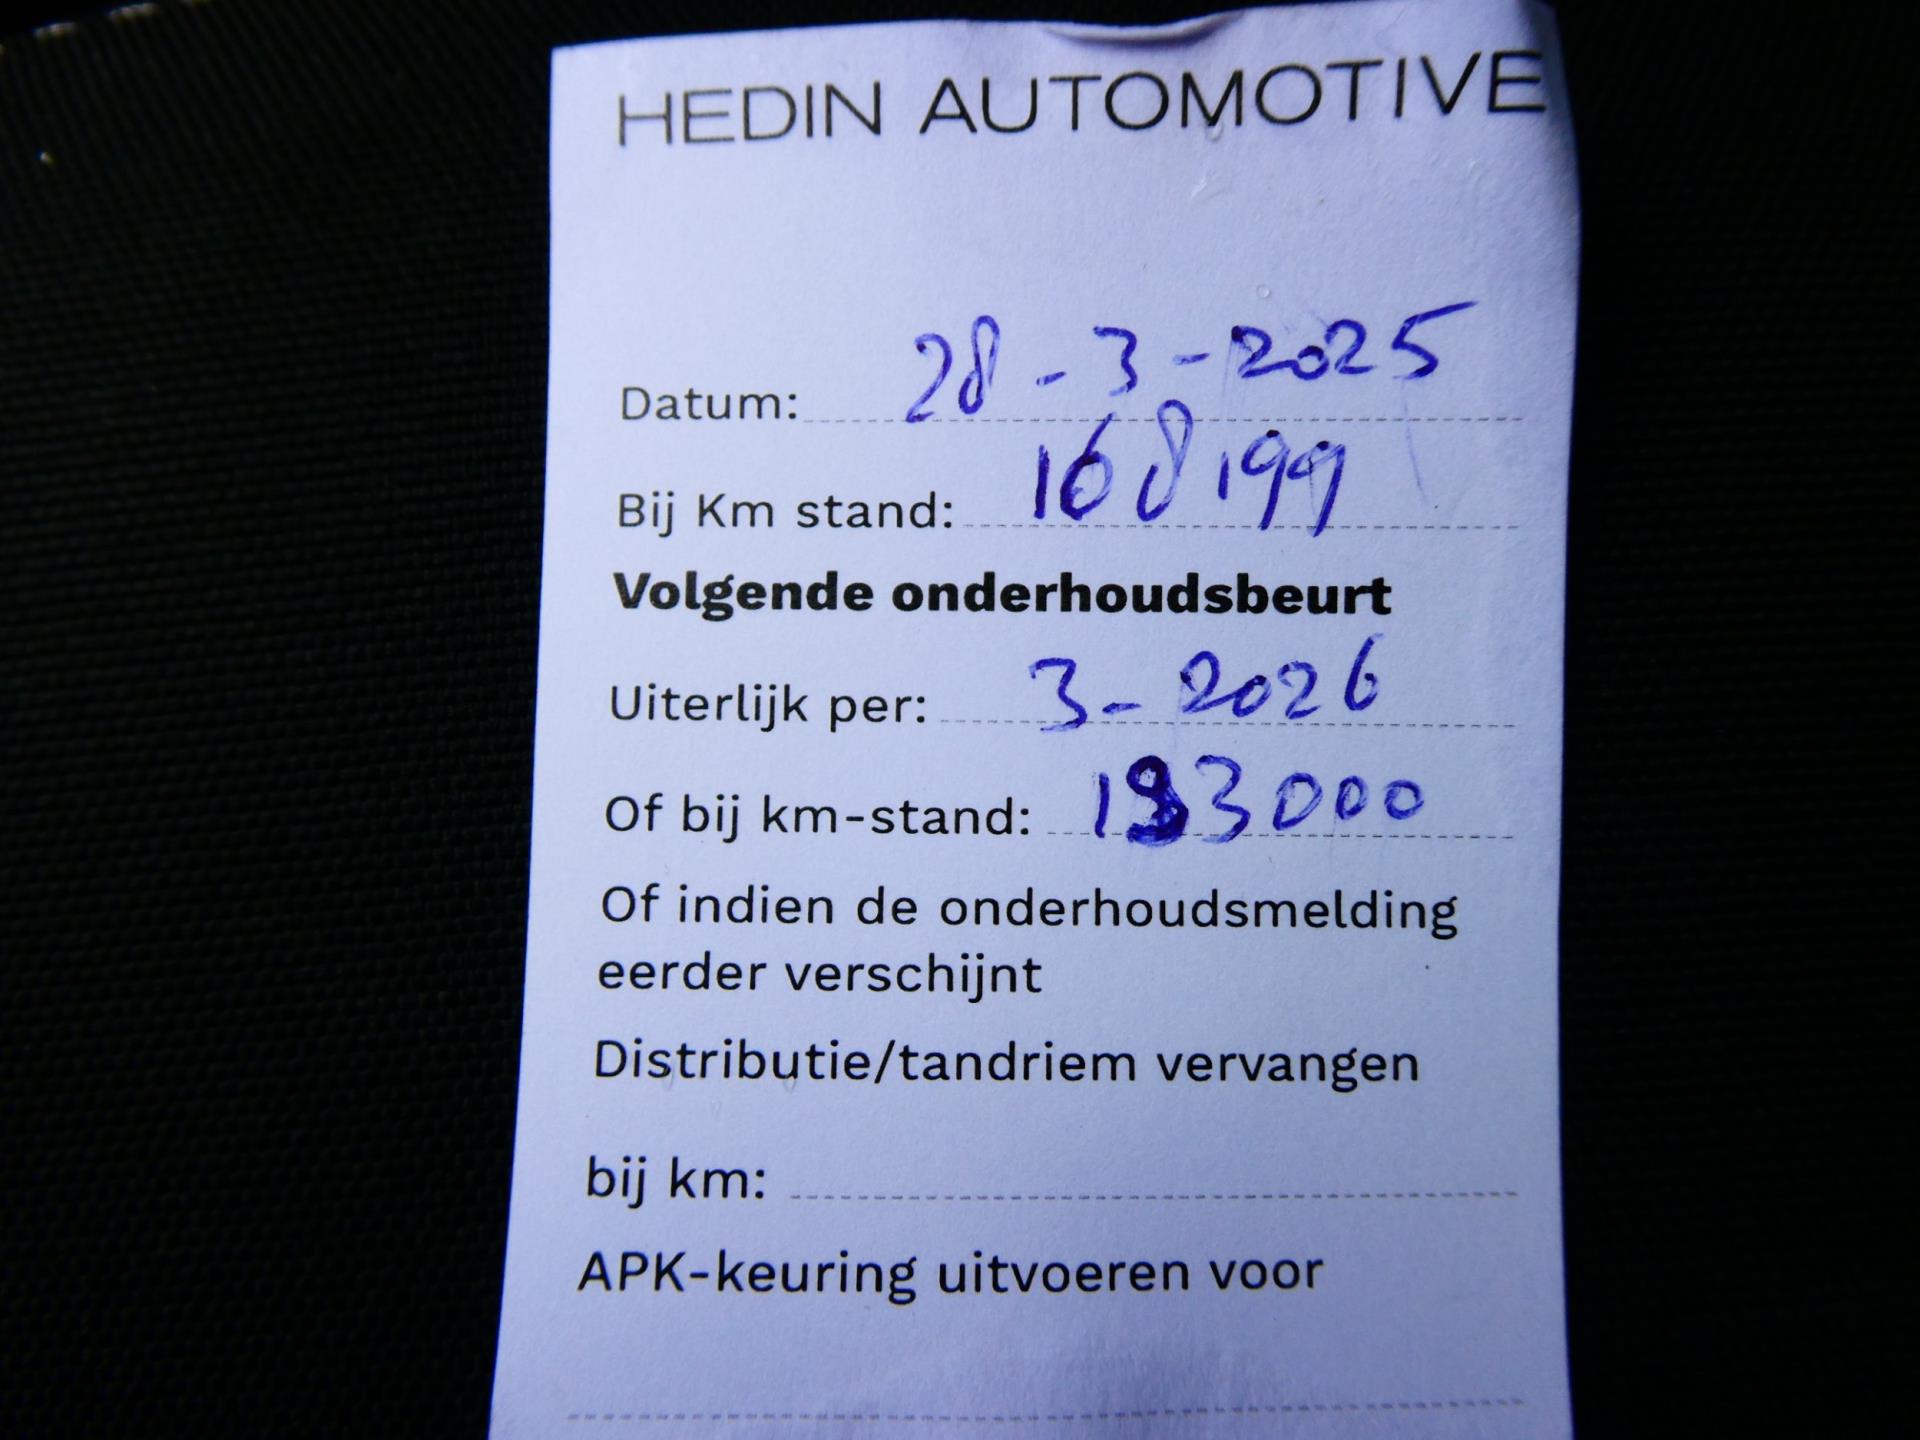 HEDIN AUTOMOTIVE
Datum: 28-3-2025
Bij Km stand: 168199
Volgende onderhoudsbeurt
Uiterlijk per: 3-2026
Of bij km-stand:
Of indien de onderhoudsmelding
eerder verschijnt
Distributie/tandriem vervangen
bij km:
APK-keuring uitvoeren voor